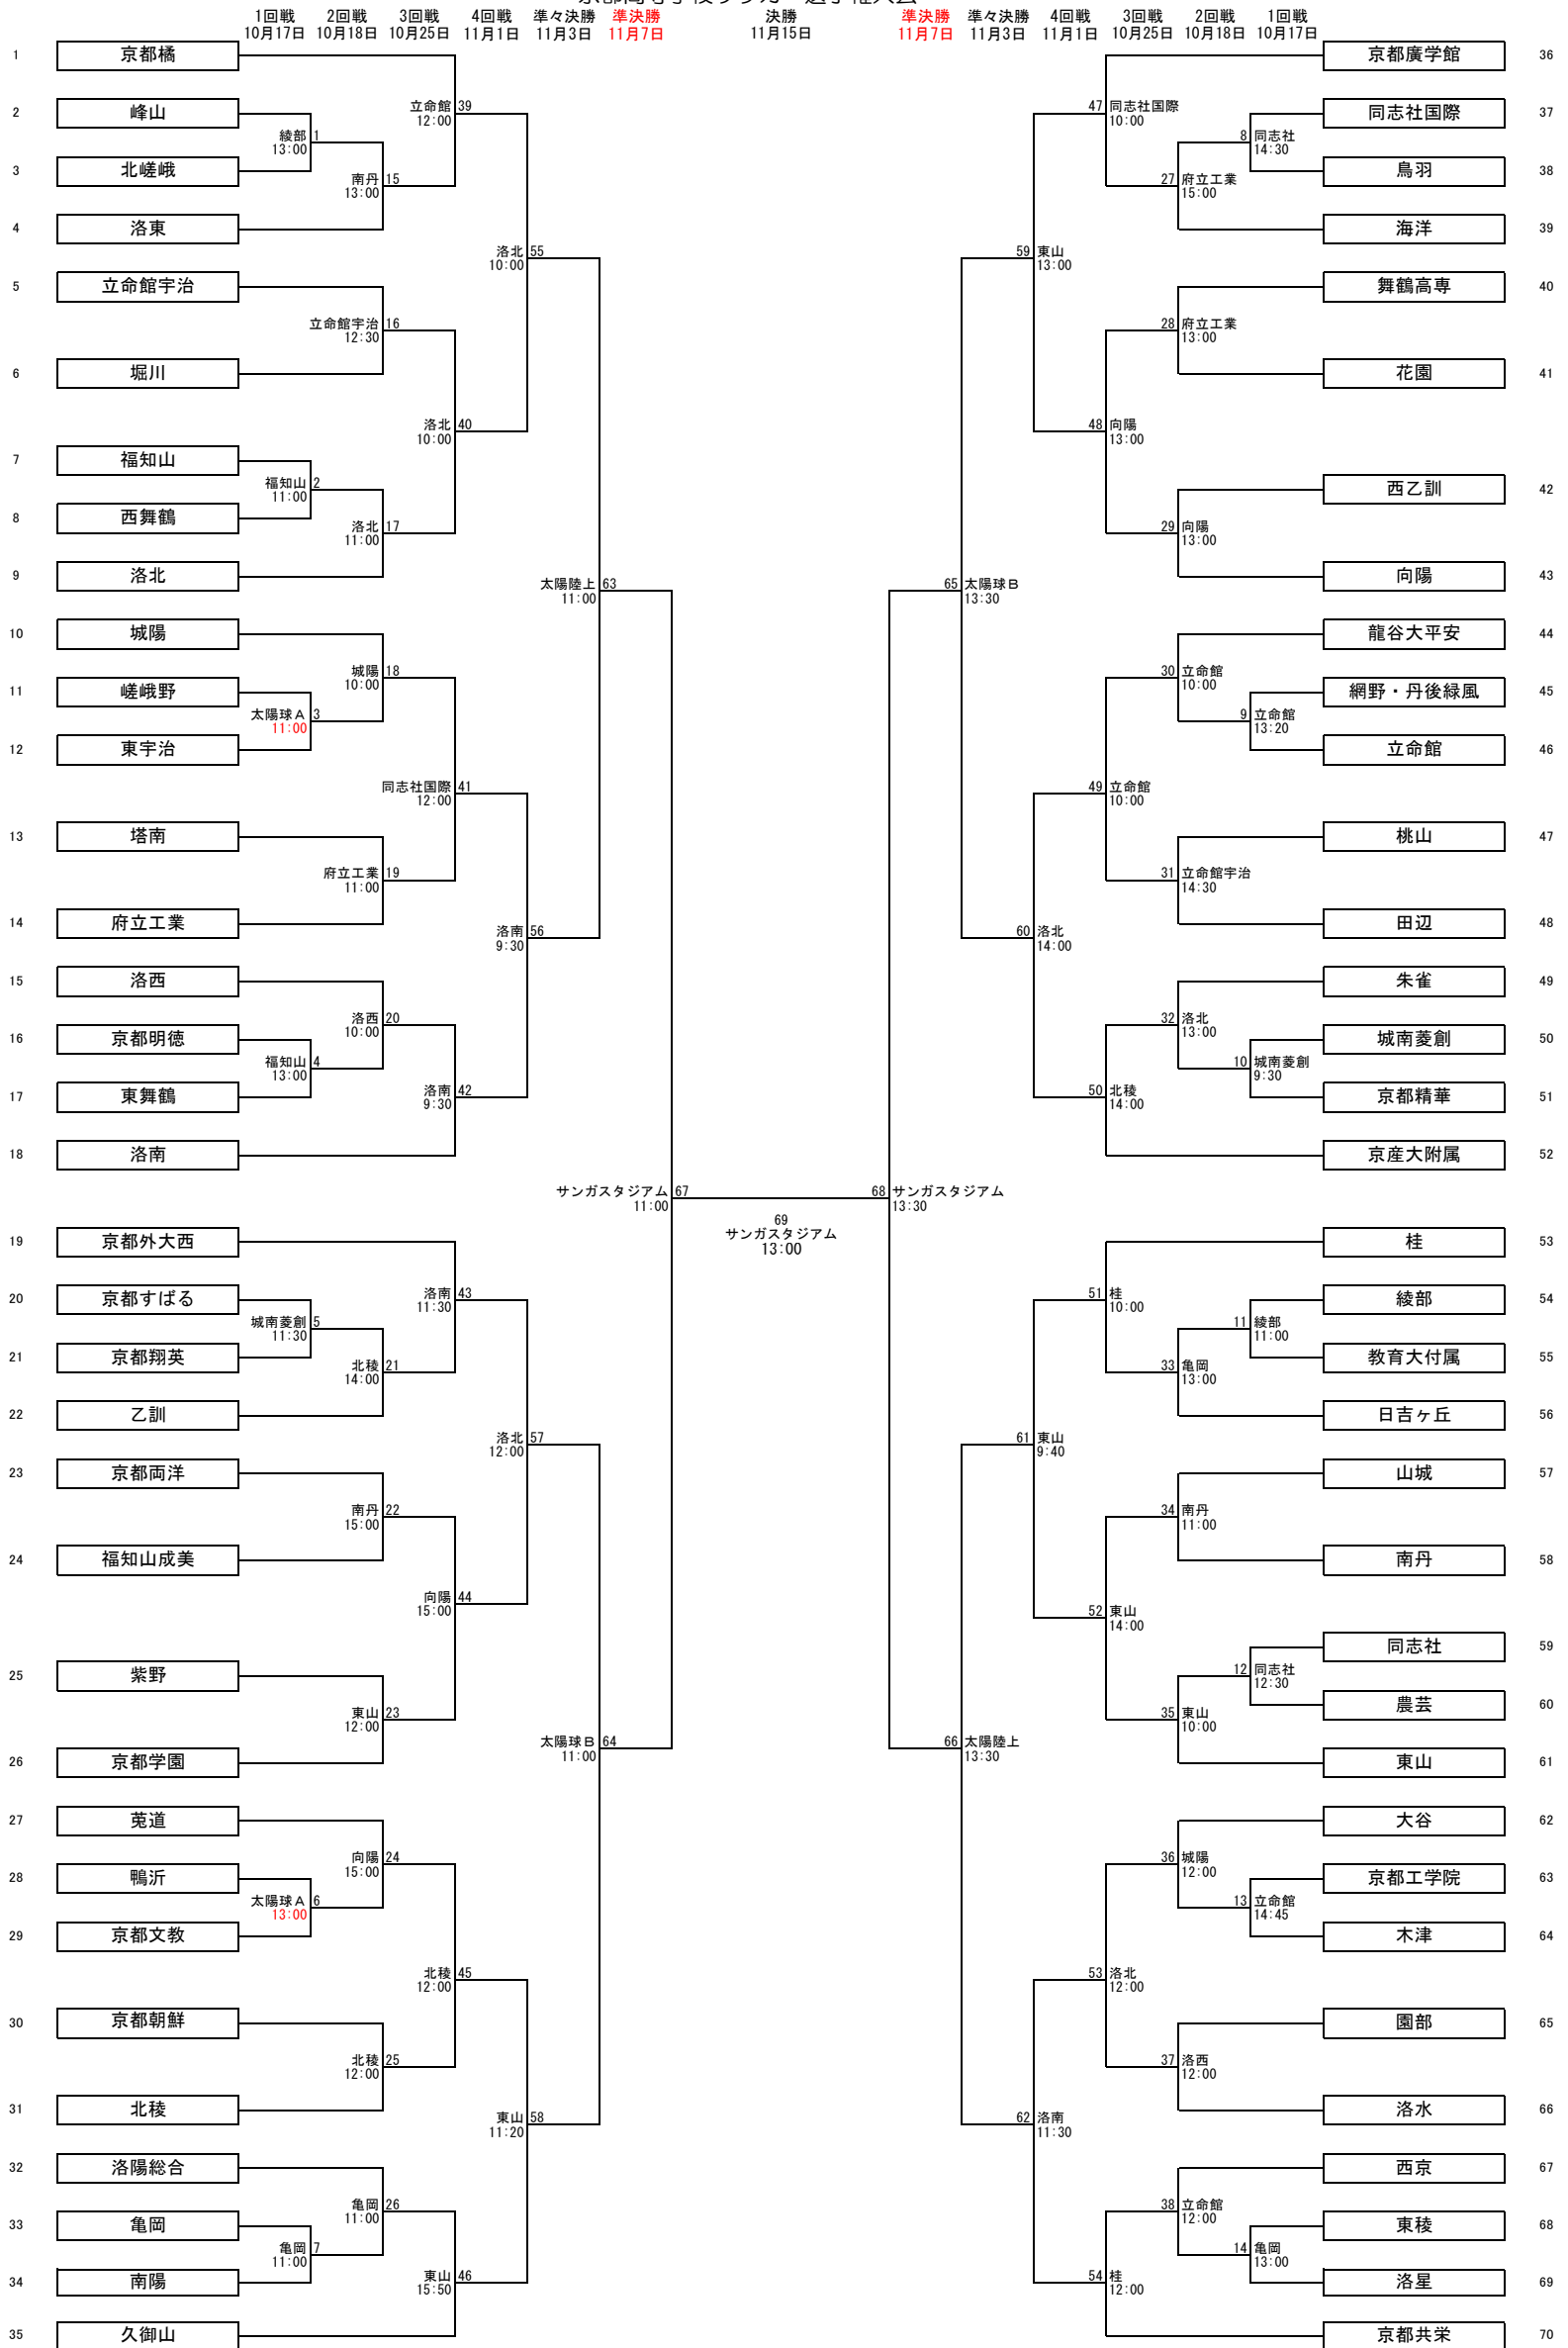 1回戦 2回戦 3回戦 4回戦 準々決勝 準決勝 決勝 準決勝 準々決勝 4回戦 3回戦 2回戦 1回戦
10月17日 10月18日 10月25日 11月1日 11月3日 11月7日 11月15日 11月7日 11月3日 11月1日 10月25日 10月18日 10月17日
1 京都橘
2 峰山
3 北嵯峨
4 洛東
5 立命館宇治
6 堀川
7 福知山
8 西舞鶴
9 洛北
10 城陽
11 嵯峨野
12 東宇治
13 塔南
14 府立工業
15 洛西
16 京都明徳
17 東舞鶴
18 洛南
19 京都外大西
20 京都すばる
21 京都翔英
22 乙訓
23 京都両洋
24 福知山成美
25 紫野
26 京都学園
27 莵道
28 鴨沂
29 京都文教
30 京都朝鮮
31 北稜
32 洛陽総合
33 亀岡
34 南陽
35 久御山
綾部 1
13:00
福知山 2
11:00
太陽球A 3
11:00
福知山 4
13:00
城南菱創 5
11:30
太陽球A 6
13:00
亀岡 7
11:00
南丹 15
13:00
立命館宇治 16
12:30
洛北 17
11:00
城陽 18
10:00
府立工業 19
11:00
洛西 20
10:00
北稜 21
14:00
南丹 22
15:00
東山 23
12:00
向陽 24
15:00
北稜 25
12:00
亀岡 26
11:00
立命館 39
12:00
洛北 40
10:00
同志社国際 41
12:00
洛南 42
9:30
洛南 43
11:30
向陽 44
15:00
北稜 45
12:00
東山 46
15:50
洛北 55
10:00
洛南 56
9:30
洛北 57
12:00
東山 58
11:20
太陽陸上 63
11:00
太陽球B 64
11:00
サンガスタジアム 67
11:00
69
サンガスタジアム
13:00
68 サンガスタジアム
13:30
65 太陽球B
13:30
66 太陽陸上
13:30
59 東山
13:00
60 洛北
14:00
61 東山
9:40
62 洛南
11:30
47 同志社国際
10:00
48 向陽
13:00
49 立命館
10:00
50 北稜
14:00
51 桂
10:00
52 東山
14:00
53 洛北
12:00
54 桂
12:00
27 府立工業
15:00
28 府立工業
13:00
29 向陽
13:00
30 立命館
10:00
31 立命館宇治
14:30
32 洛北
13:00
33 亀岡
13:00
34 南丹
11:00
35 東山
10:00
36 城陽
12:00
37 洛西
12:00
38 立命館
12:00
8 同志社
14:30
9 立命館
13:20
10 城南菱創
9:30
11 綾部
11:00
12 同志社
12:30
13 立命館
14:45
14 亀岡
13:00
京都廣学館 36
同志社国際 37
鳥羽 38
海洋 39
舞鶴高専 40
花園 41
西乙訓 42
向陽 43
龍谷大平安 44
網野・丹後緑風 45
立命館 46
桃山 47
田辺 48
朱雀 49
城南菱創 50
京都精華 51
京産大附属 52
桂 53
綾部 54
教育大付属 55
日吉ヶ丘 56
山城 57
南丹 58
同志社 59
農芸 60
東山 61
大谷 62
京都工学院 63
木津 64
園部 65
洛水 66
西京 67
東稜 68
洛星 69
京都共栄 70